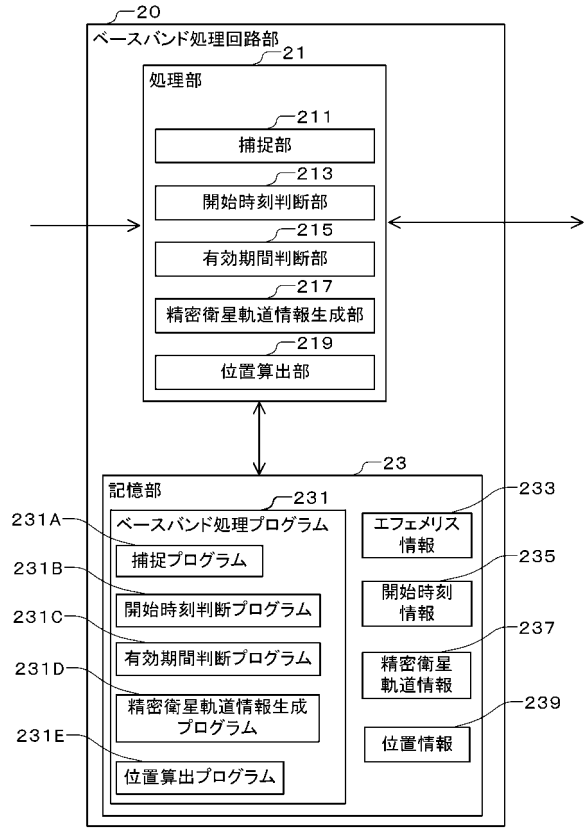 20
ベースバンド処理回路部
21
処理部
211
捕捉部
213
開始時刻判断部
215
有効期間判断部
217
精密衛星軌道情報生成部
219
位置算出部
23
記憶部
231
ベースバンド処理プログラム
231A
捕捉プログラム
231B
開始時刻判断プログラム
231C
有効期間判断プログラム
231D
精密衛星軌道情報生成
プログラム
231E
位置算出プログラム
233
エフェメリス
情報
235
開始時刻
情報
237
精密衛星
軌道情報
239
位置情報